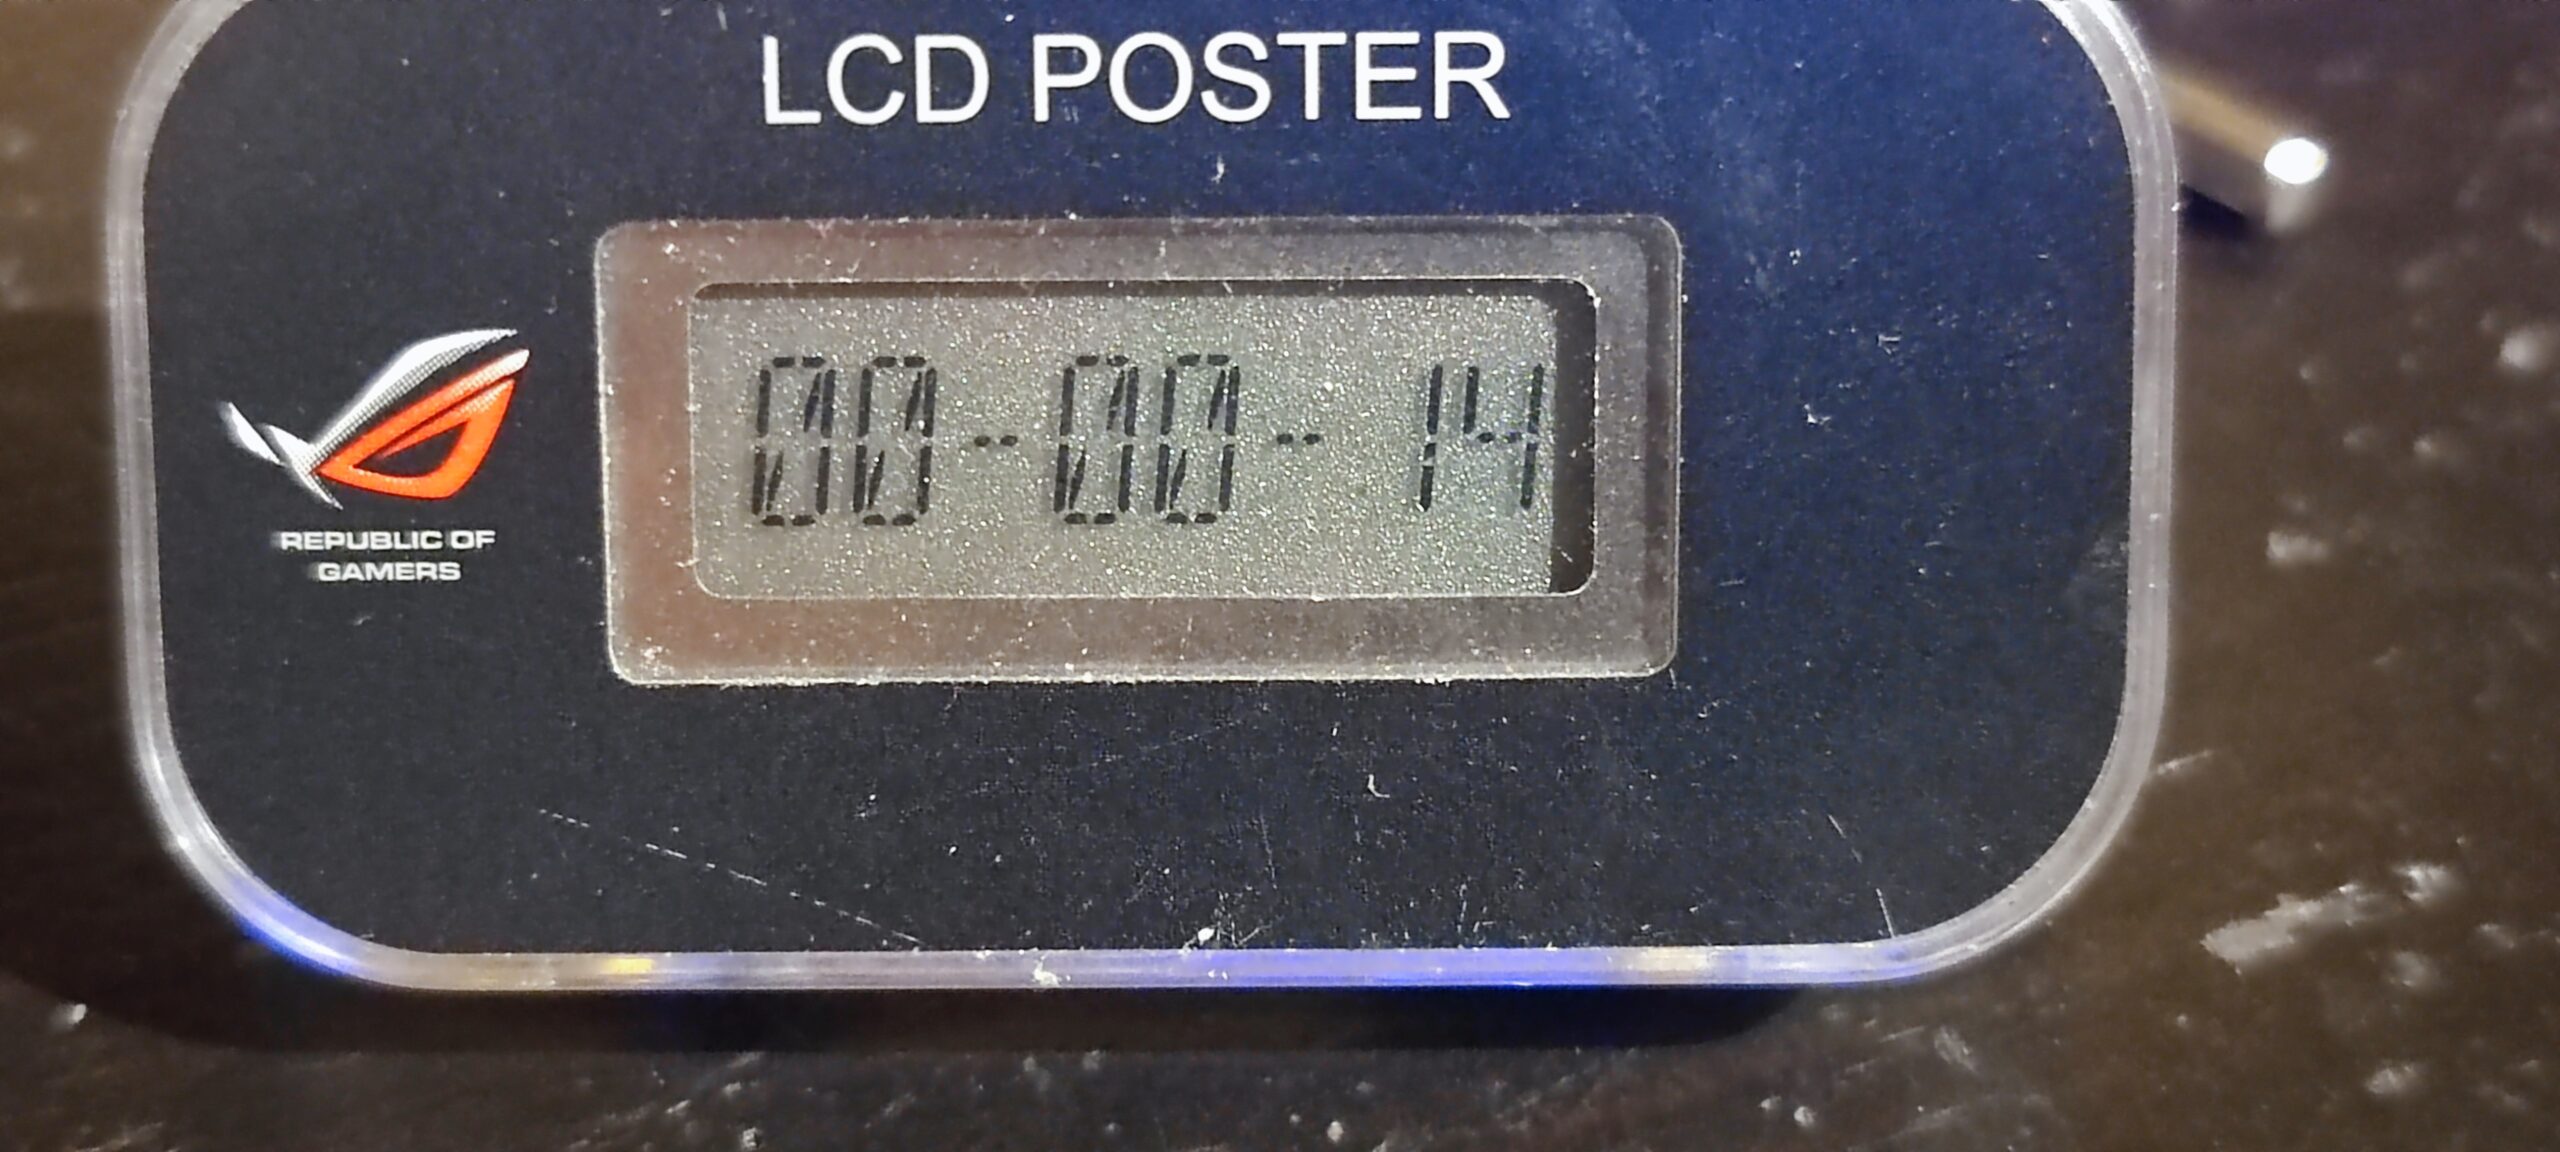 LCD POSTER
00-00- 14
REPUBLIC OF
GAMERS